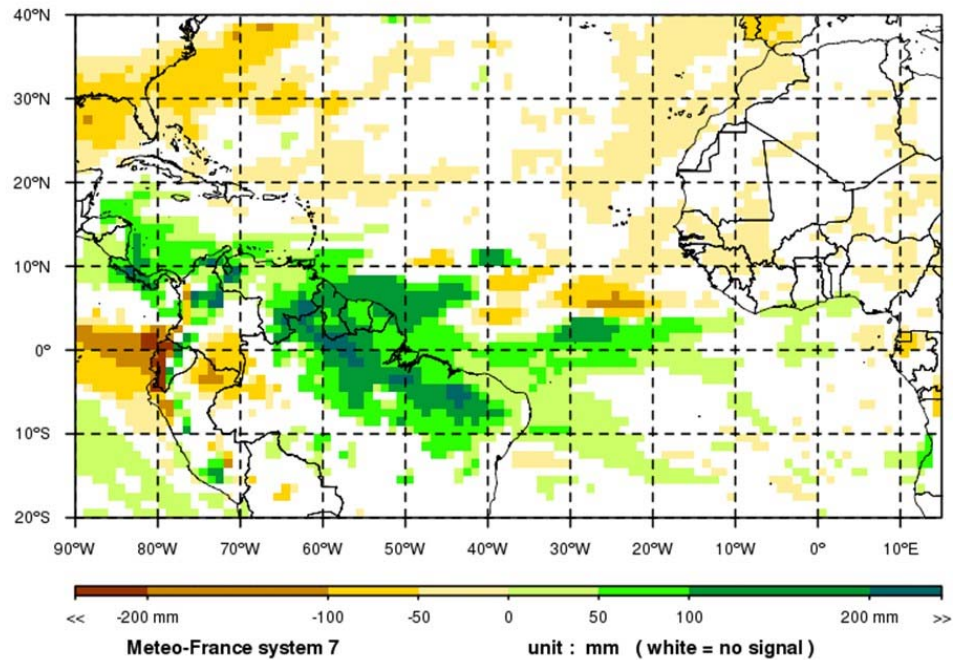 40ºN
30ºN
20ºN
10ºN
0º
10ºS
20ºS
90ºW 80ºW 70ºW 60ºW 50ºW 40ºW 30ºW 20ºW 10ºW 0º 10ºE
<< -200 mm -100 -50 0 50 100 200 mm >>
Meteo-France system 7 unit : mm ( white = no signal )